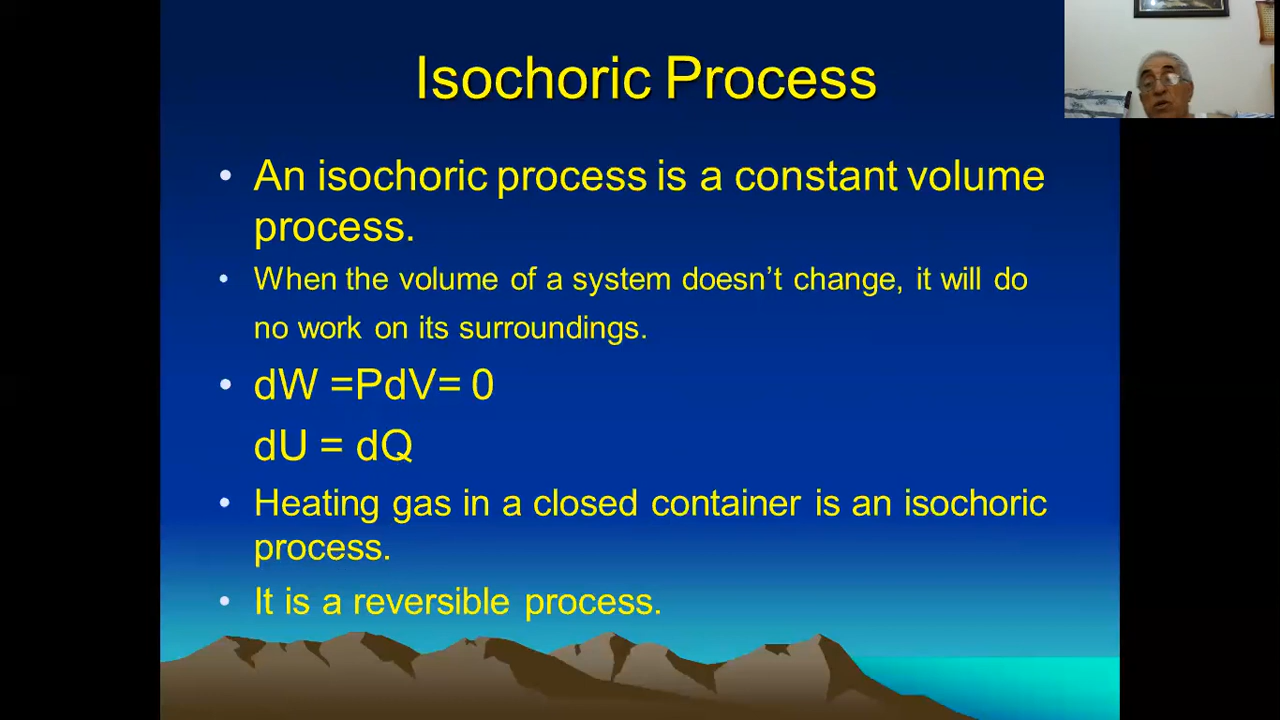 Isochoric Process
• An isochoric process is a constant volume
process.
• When the volume of a system doesn’t change, it will do
no work on its surroundings.
• dW =PdV= 0
dU = dQ
• Heating gas in a closed container is an isochoric
process.
• It is a reversible process.